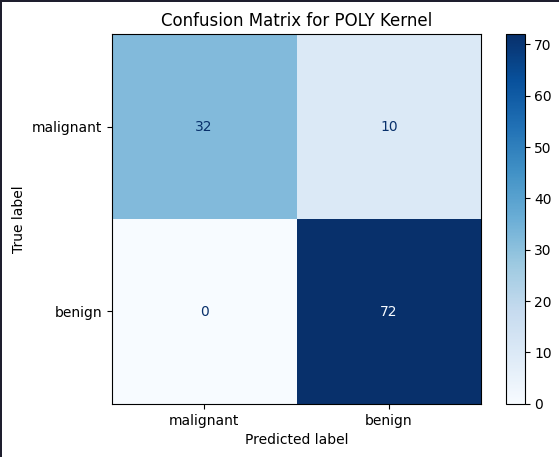 Confusion Matrix for POLY Kernel
True label
malignant
32
10
benign
0
72
malignant
benign
Predicted label
70
60
50
40
30
20
10
0